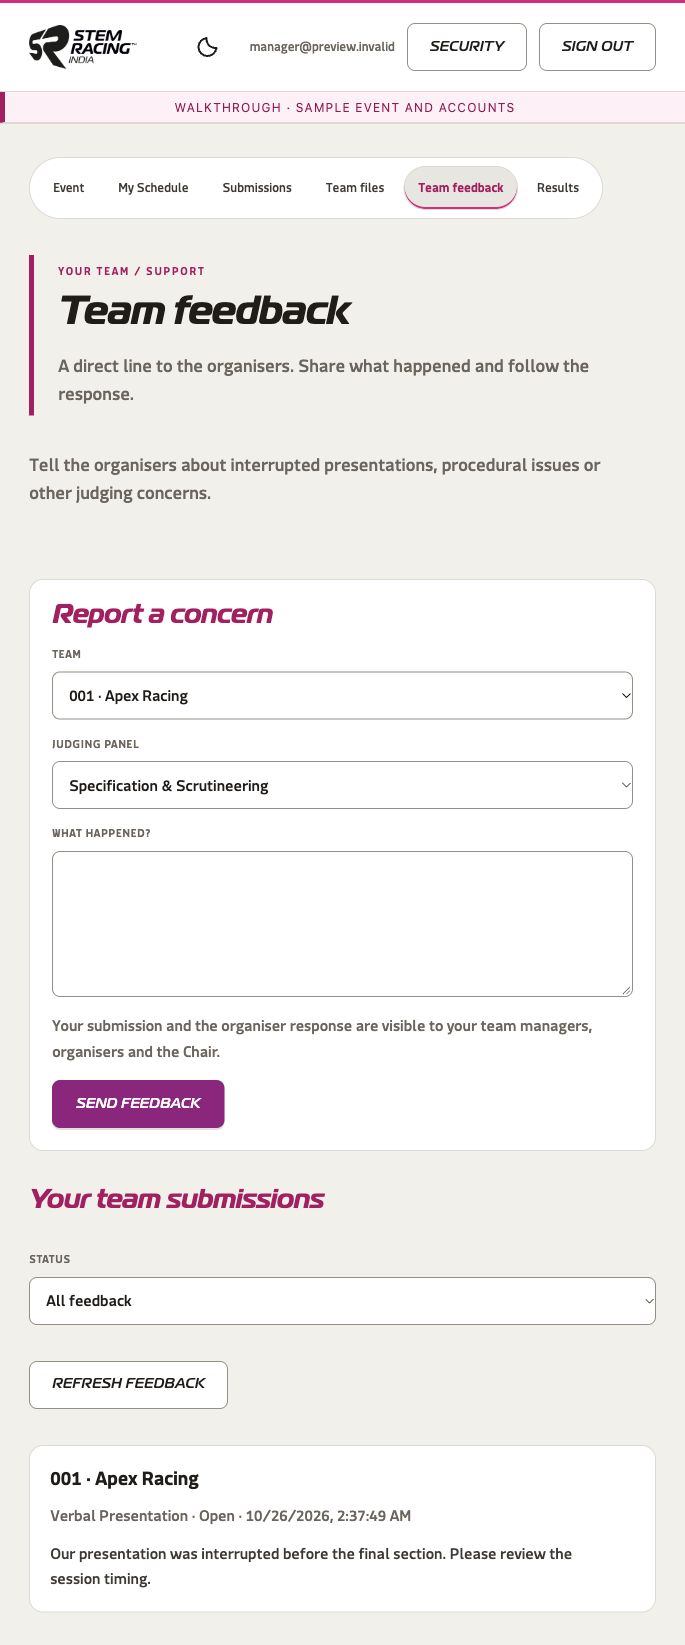 STEM
RACING™
INDIA
manager@preview.invalid
SECURITY
SIGN OUT
WALKTHROUGH · SAMPLE EVENT AND ACCOUNTS
Event
My Schedule
Submissions
Team files
Team feedback
Results
YOUR TEAM / SUPPORT
Team feedback
A direct line to the organisers. Share what happened and follow the
response.
Tell the organisers about interrupted presentations, procedural issues or
other judging concerns.
Report a concern
TEAM
001 · Apex Racing
JUDGING PANEL
Specification & Scrutineering
WHAT HAPPENED?
Your submission and the organiser response are visible to your team managers,
organisers and the Chair.
SEND FEEDBACK
Your team submissions
STATUS
All feedback
REFRESH FEEDBACK
001 · Apex Racing
Verbal Presentation · Open · 10/26/2026, 2:37:49 AM
Our presentation was interrupted before the final section. Please review the
session timing.